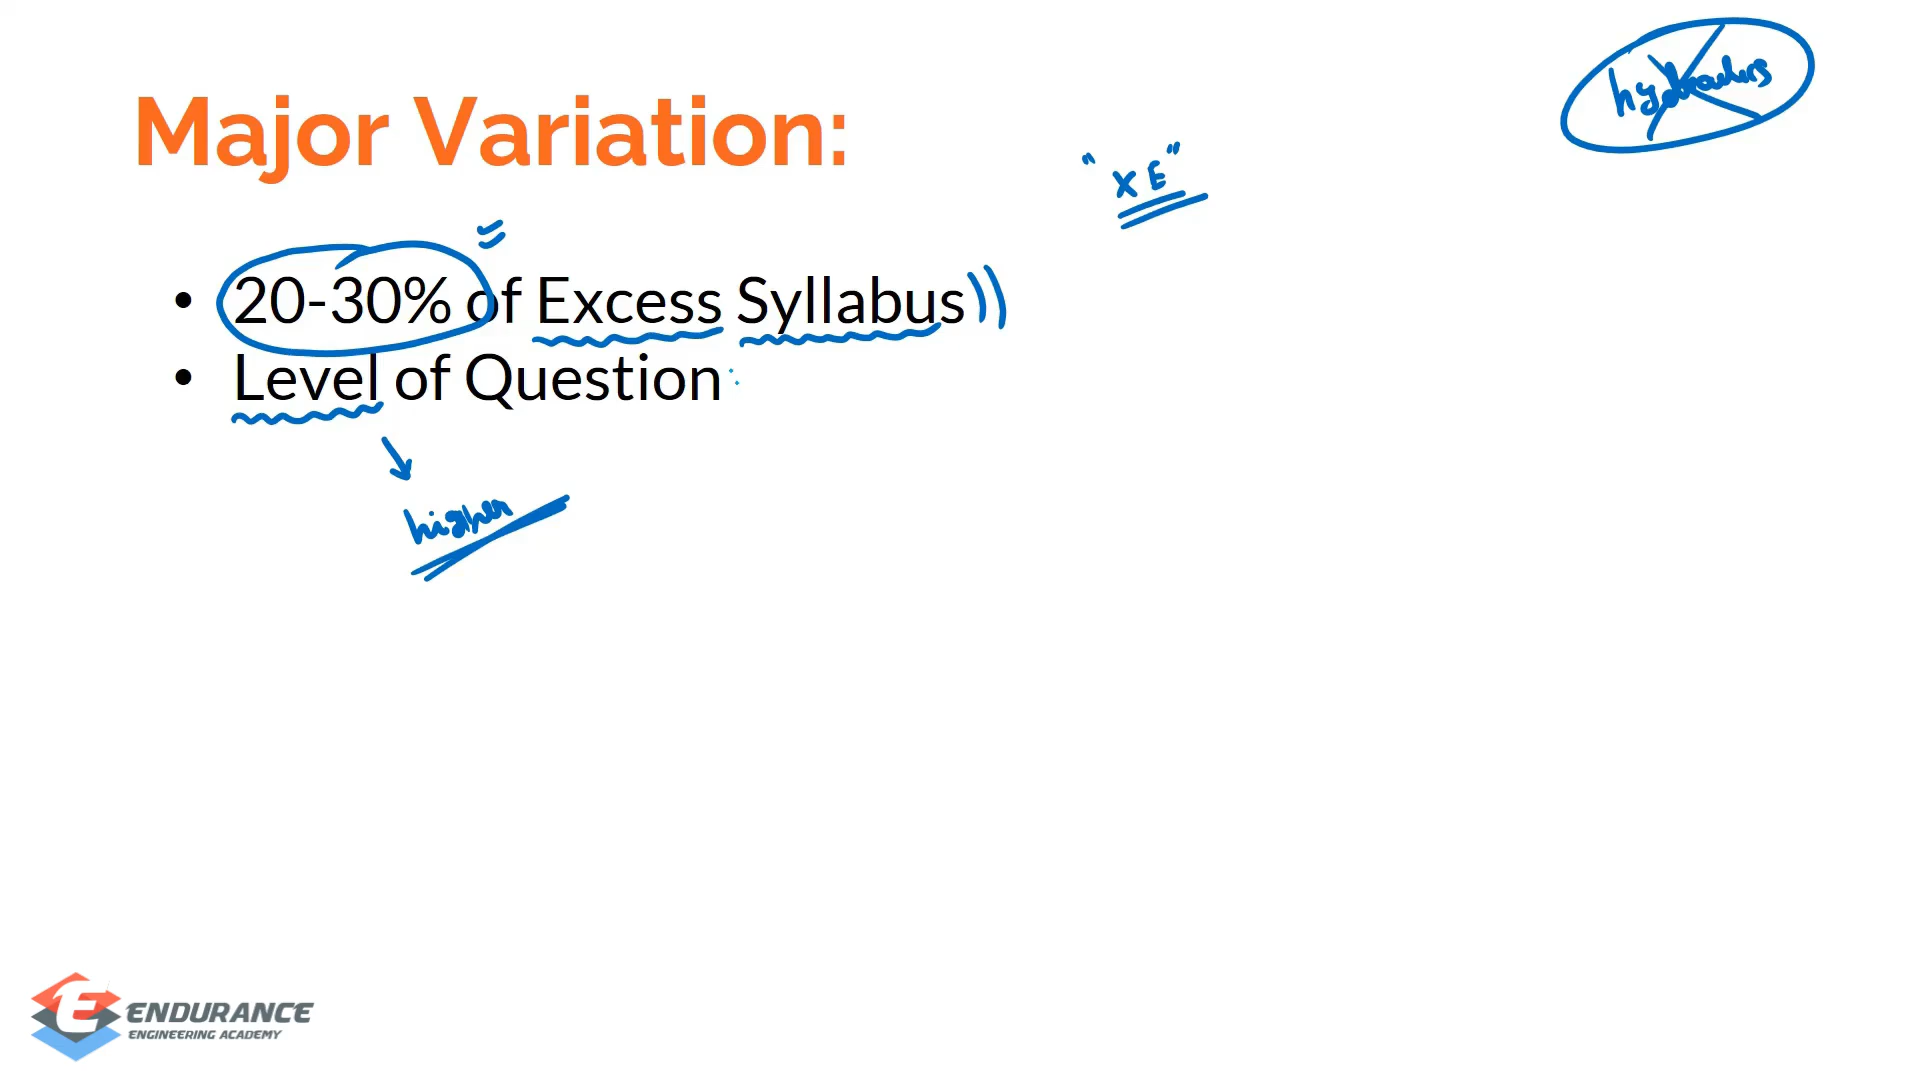 hydraulics
Major Variation:
"XE"
• 20-30% of Excess Syllabus
• Level of Question
higher
ENDURANCE
ENGINEERING ACADEMY